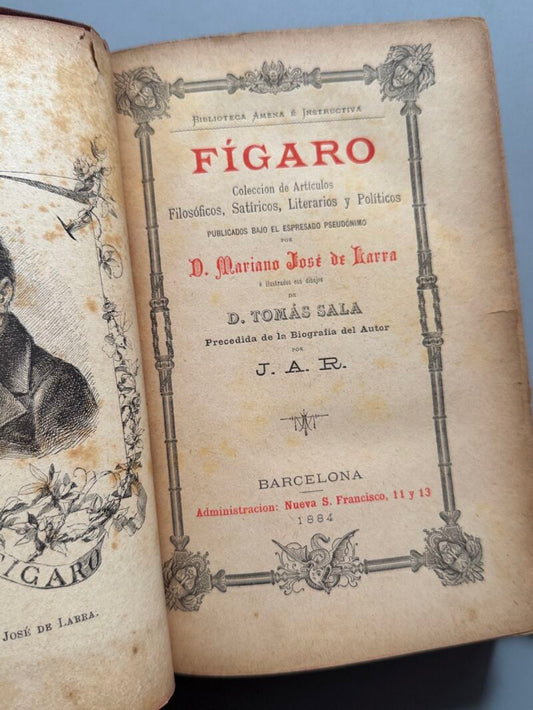 FIGARO
JOSÉ DE LARRA.
BIBLIOTECA AMENA É INSTRUCTIVA
FÍGARO
Coleccion de Artículos
Filosóficos, Satíricos, Literarios y Políticos
PUBLICADOS BAJO EL ESPRESADO PSEUDÓNIMO
POR
D. Mariano José de Larra
é ilustrados con dibujos
DE
D. TOMÁS SALA
Precedida de la Biografía del Autor
POR
J. A. R.
BARCELONA
Administracion: Nueva S. Francisco, 11 y 13
1884